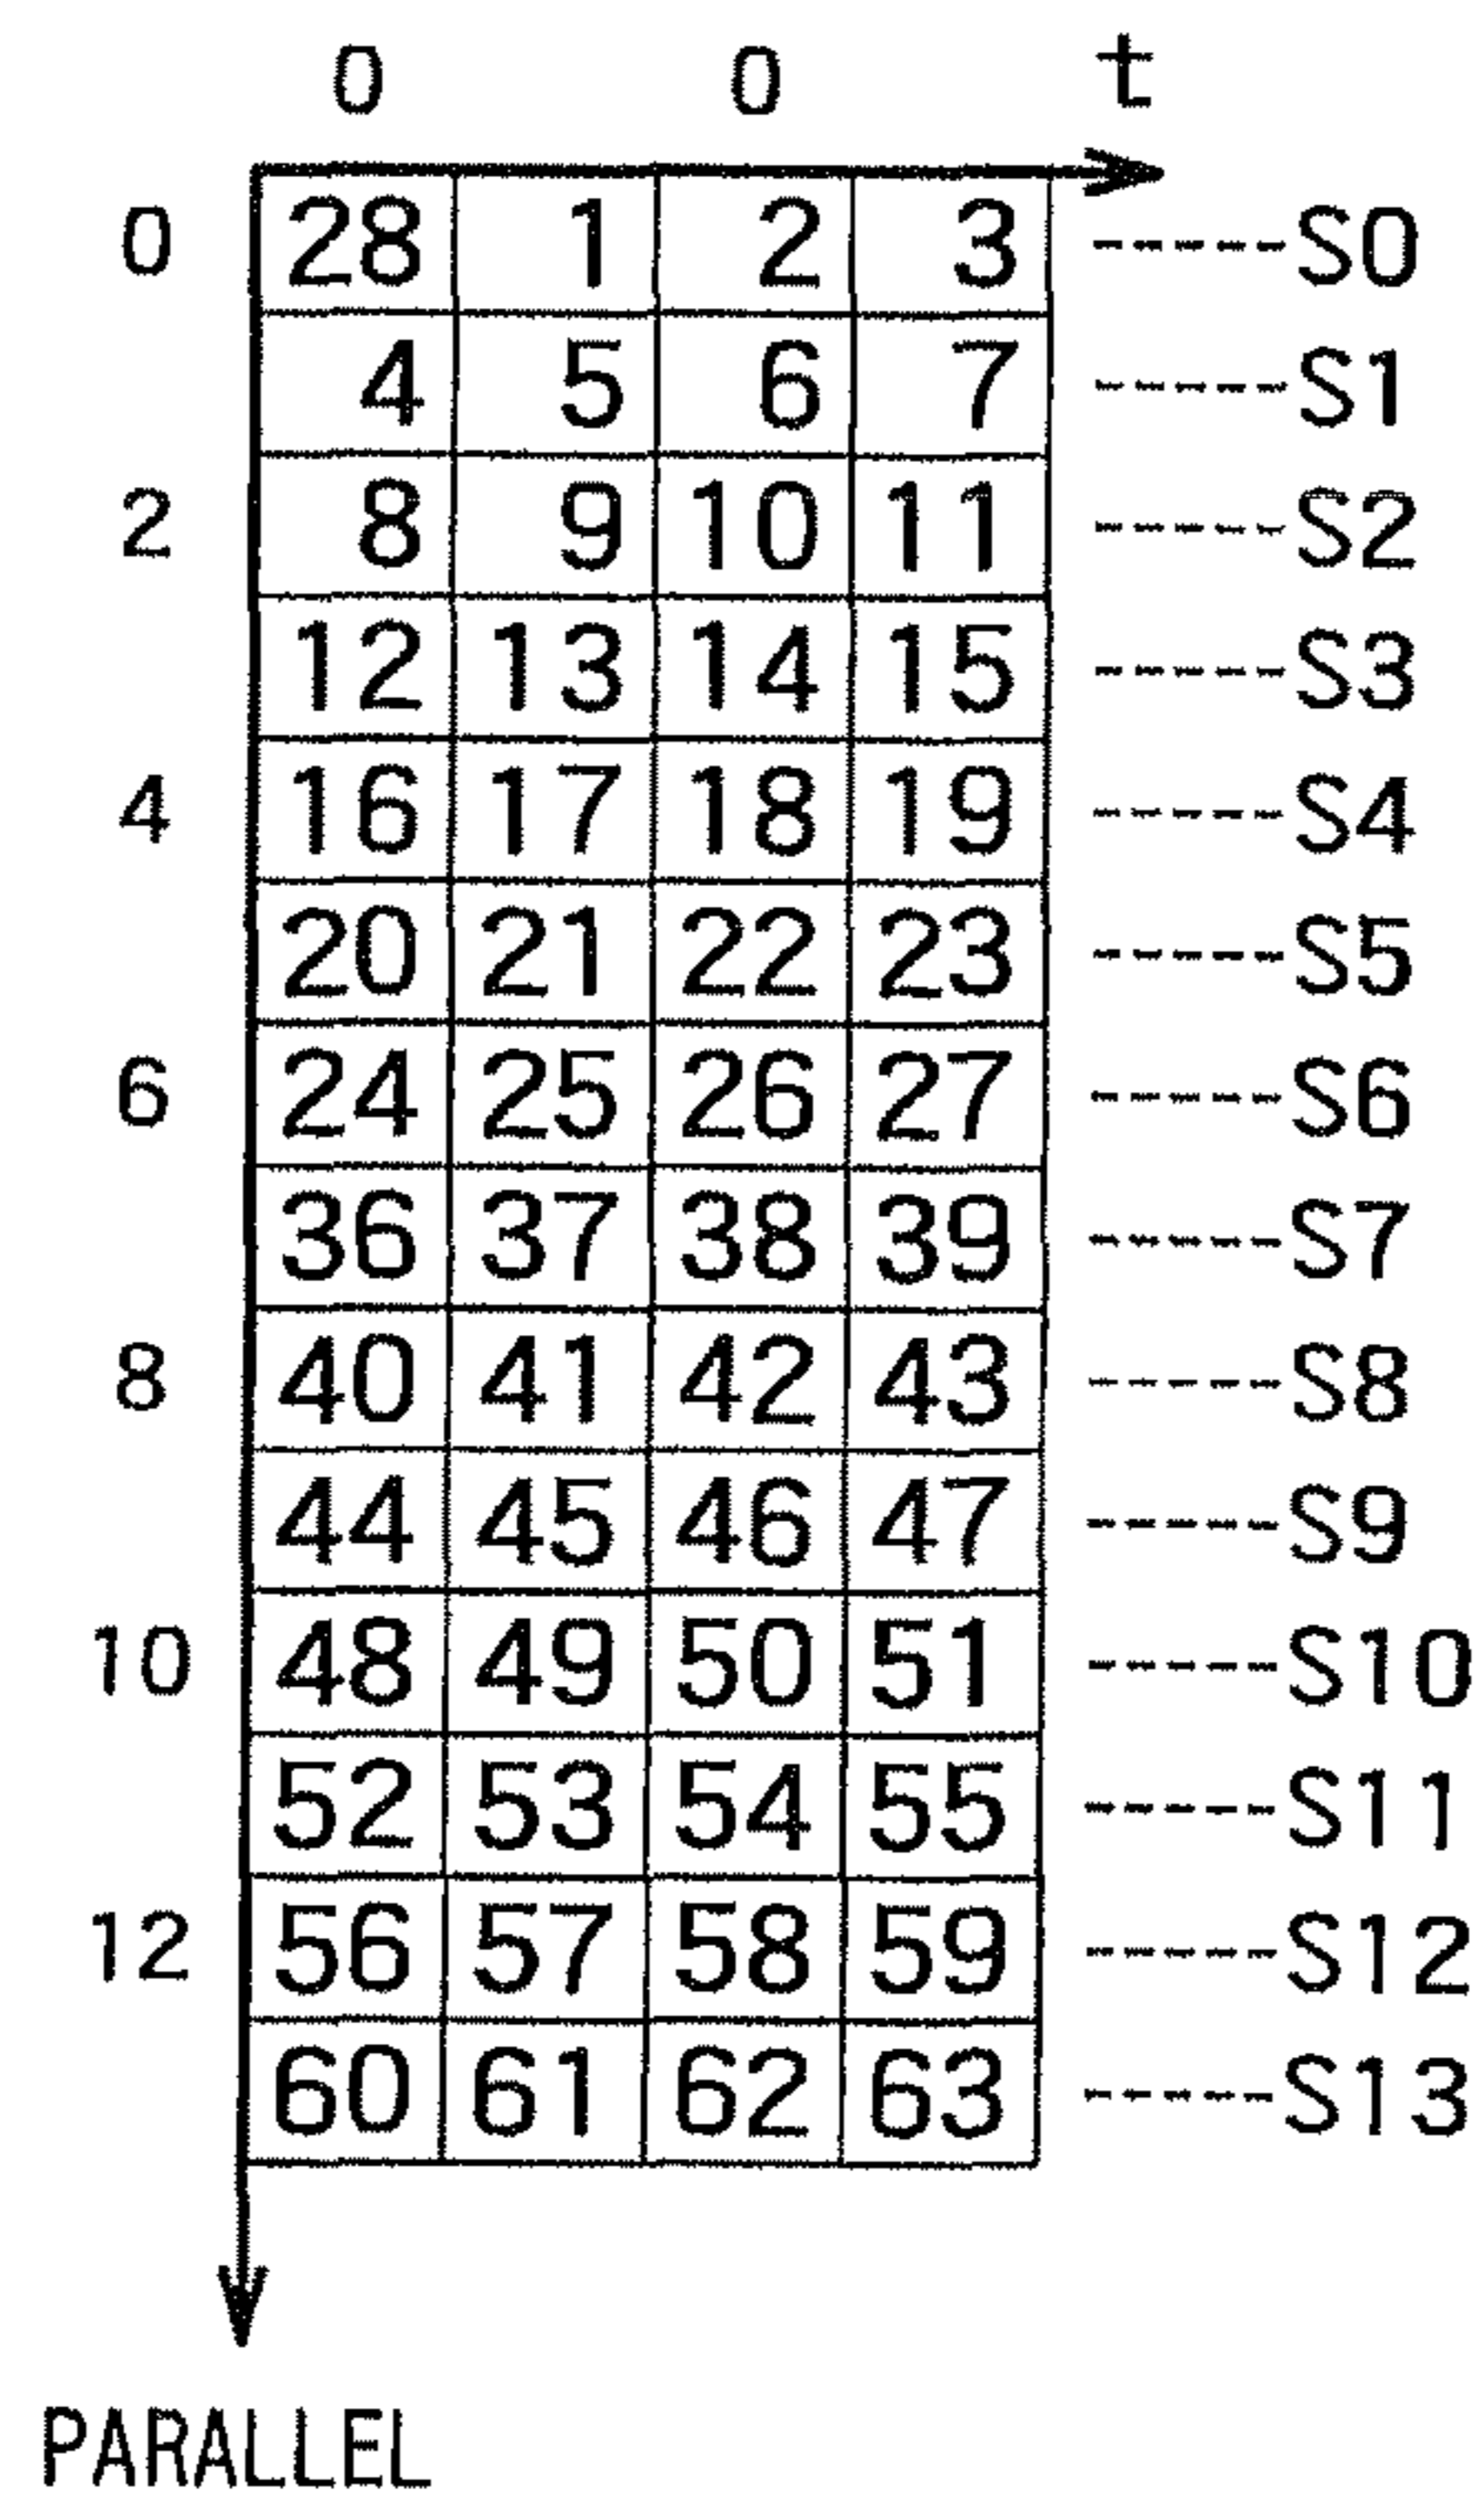 0 0 t
0 28 1 2 3 -----S0
4 5 6 7 -----S1
2 8 9 10 11 -----S2
12 13 14 15 -----S3
4 16 17 18 19 -----S4
20 21 22 23 -----S5
6 24 25 26 27 -----S6
36 37 38 39 -----S7
8 40 41 42 43 -----S8
44 45 46 47 -----S9
10 48 49 50 51 -----S10
52 53 54 55 -----S11
12 56 57 58 59 -----S12
60 61 62 63 -----S13
PARALLEL